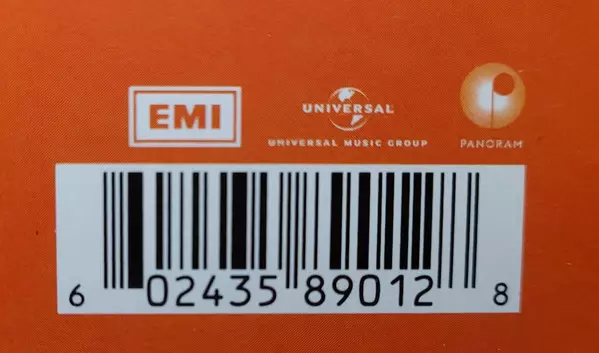 EMI
UNIVERSAL
UNIVERSAL MUSIC GROUP
PANORAM
6 02435 89012 8